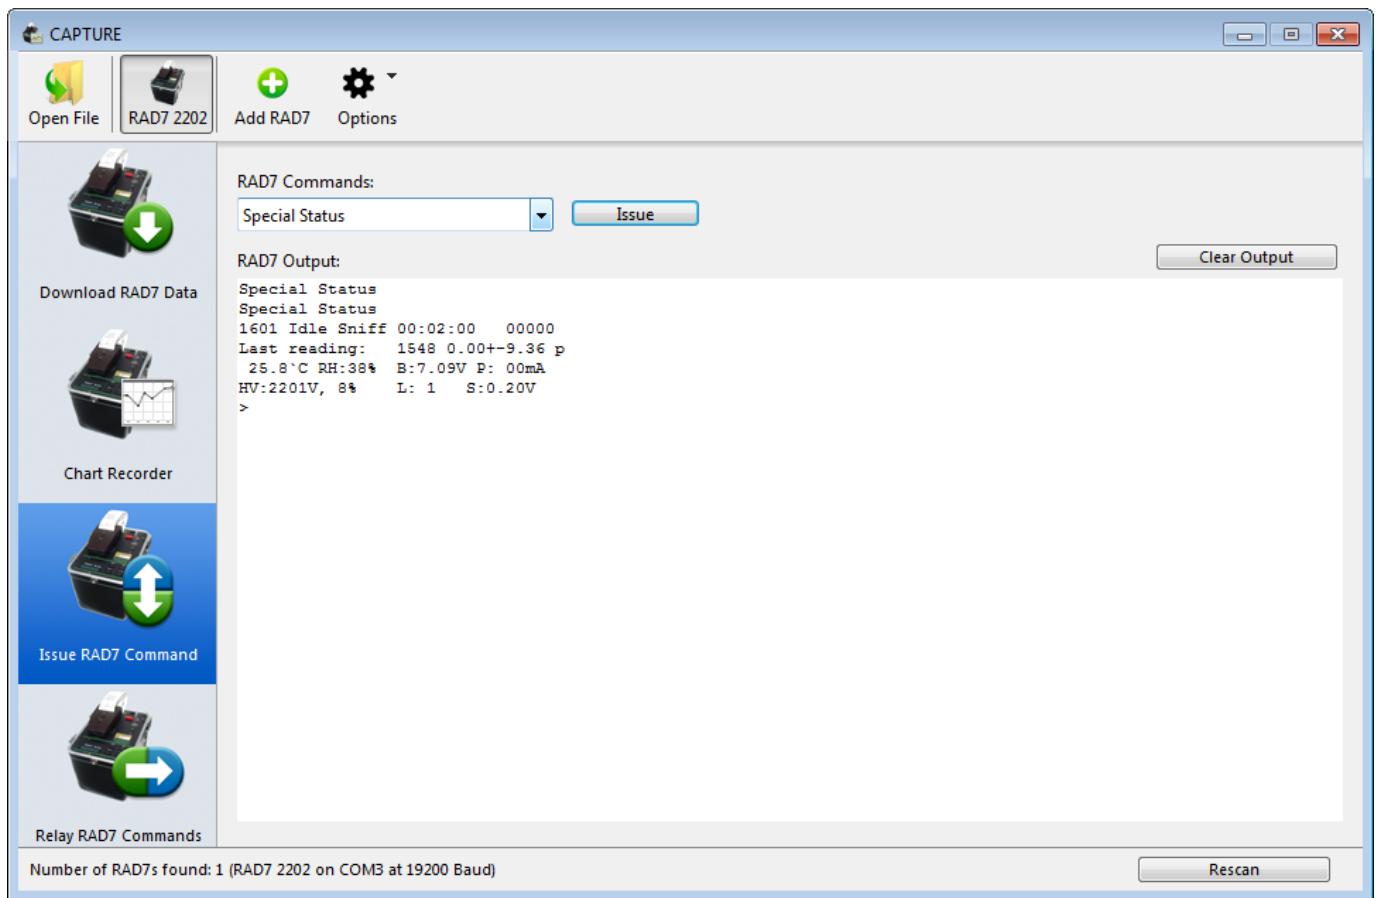 CAPTURE
Open File
RAD7 2202
Add RAD7
Options
Download RAD7 Data
Chart Recorder
Issue RAD7 Command
Relay RAD7 Commands
RAD7 Commands:
Special Status
Issue
RAD7 Output:
Clear Output
Special Status
Special Status
1601 Idle Sniff 00:02:00   00000
Last reading:   1548 0.00+-9.36 p
 25.8`C RH:38%  B:7.09V P: 00mA
HV:2201V, 8%    L: 1   S:0.20V
>
Number of RAD7s found: 1 (RAD7 2202 on COM3 at 19200 Baud)
Rescan